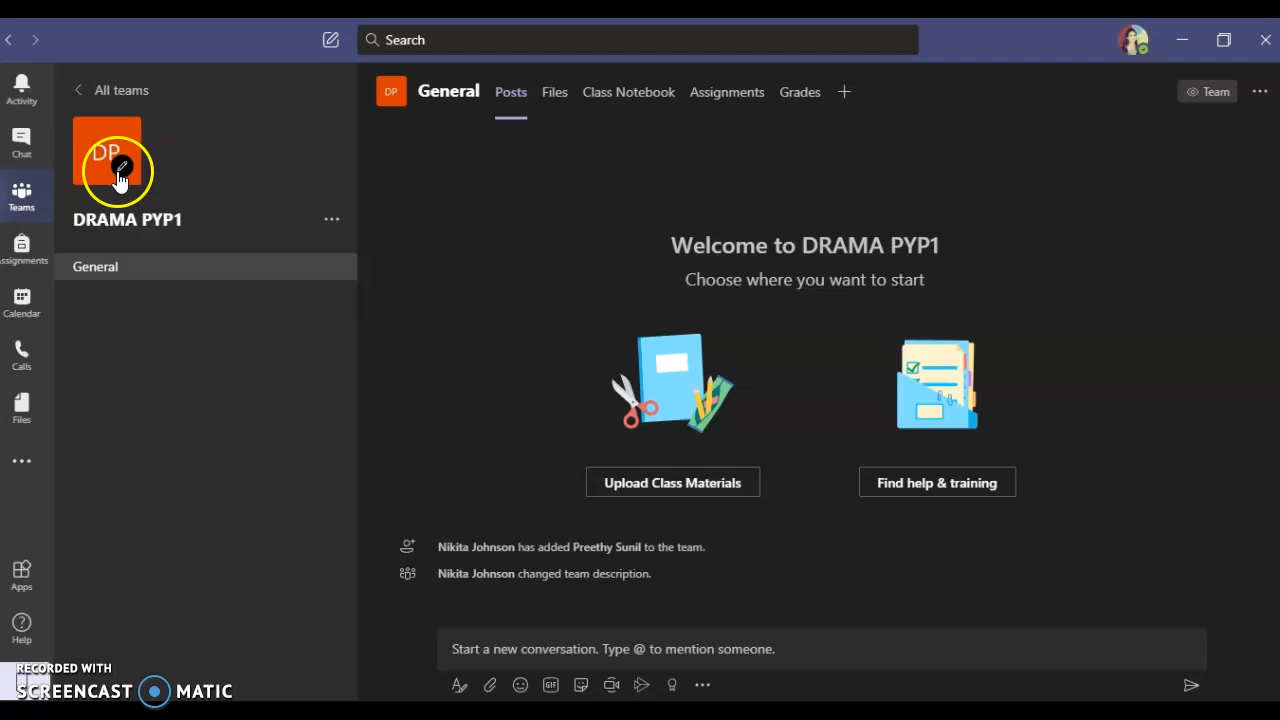 Search
Activity
Chat
Teams
ssignments
Calendar
Calls
Files
Apps
Help
All teams
DP
DRAMA PYP1
General
DP
General Posts Files Class Notebook Assignments Grades
Team
Welcome to DRAMA PYP1
Choose where you want to start
Upload Class Materials
Find help & training
Nikita Johnson has added Preethy Sunil to the team.
Nikita Johnson changed team description.
Start a new conversation. Type @ to mention someone.
GIF
RECORDED WITH
SCREENCAST MATIC